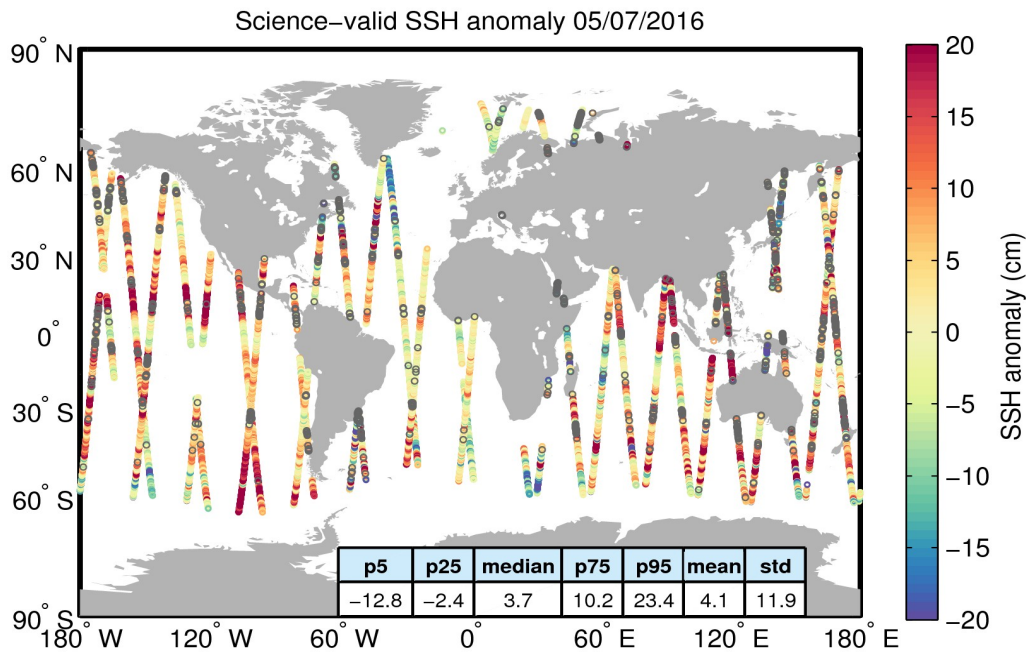 Science−valid SSH anomaly 05/07/2016
90° N
60° N
30° N
0°
30° S
60° S
90° S
180° W
120° W
60° W
0°
60° E
120° E
180° E
p5 p25 median p75 p95 mean std
−12.8 −2.4 3.7 10.2 23.4 4.1 11.9
20
15
10
5
0
−5
−10
−15
−20
SSH anomaly (cm)